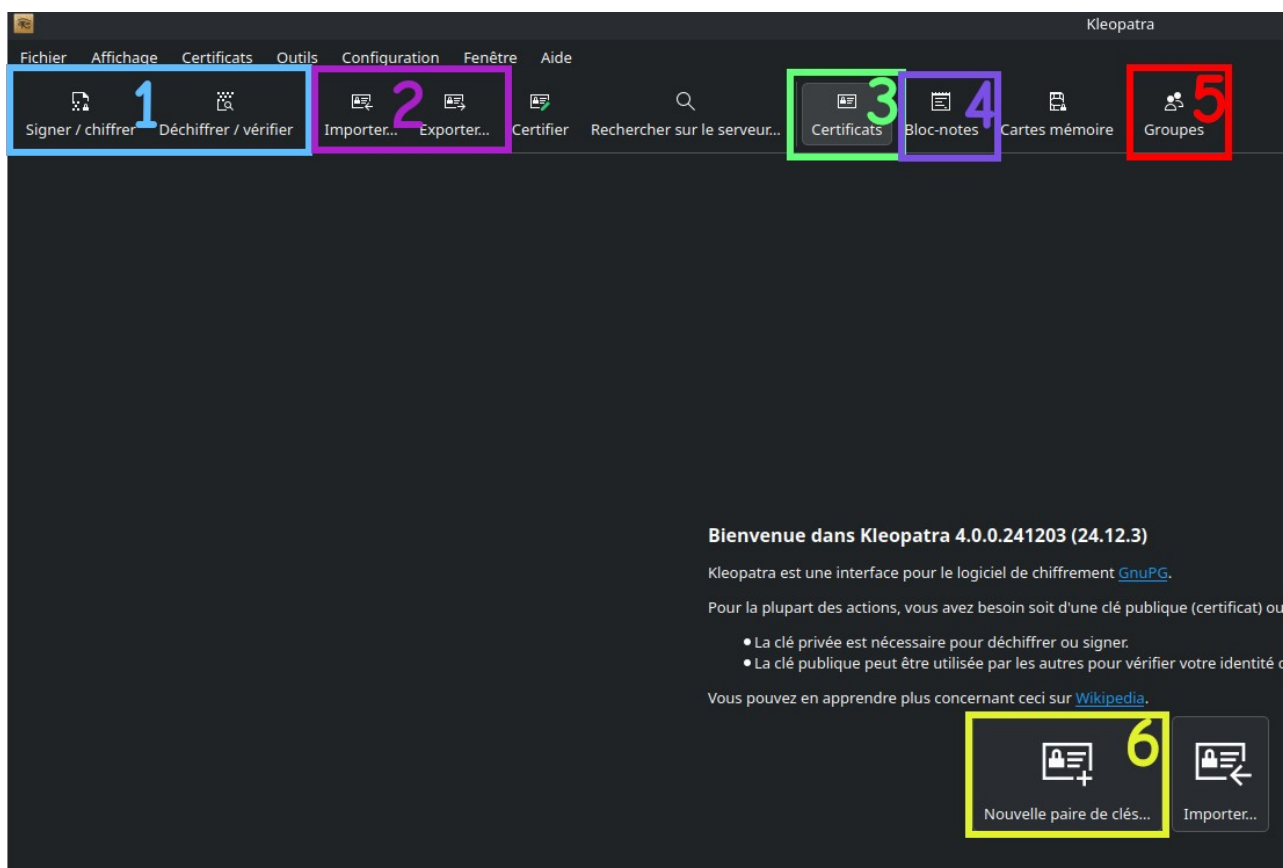 Kleopatra
Fichier Affichage Certificats Outils Configuration Fenêtre Aide
1 2 3 4 5
Signer / chiffrer Déchiffrer / vérifier Importer... Exporter... Certifier Rechercher sur le serveur... Certificats Bloc-notes Cartes mémoire Groupes
Bienvenue dans Kleopatra 4.0.0.241203 (24.12.3)
Kleopatra est une interface pour le logiciel de chiffrement GnuPG.
Pour la plupart des actions, vous avez besoin soit d'une clé publique (certificat) ou
• La clé privée est nécessaire pour déchiffrer ou signer.
• La clé publique peut être utilisée par les autres pour vérifier votre identité
Vous pouvez en apprendre plus concernant ceci sur Wikipedia.
6
Nouvelle paire de clés... Importer...